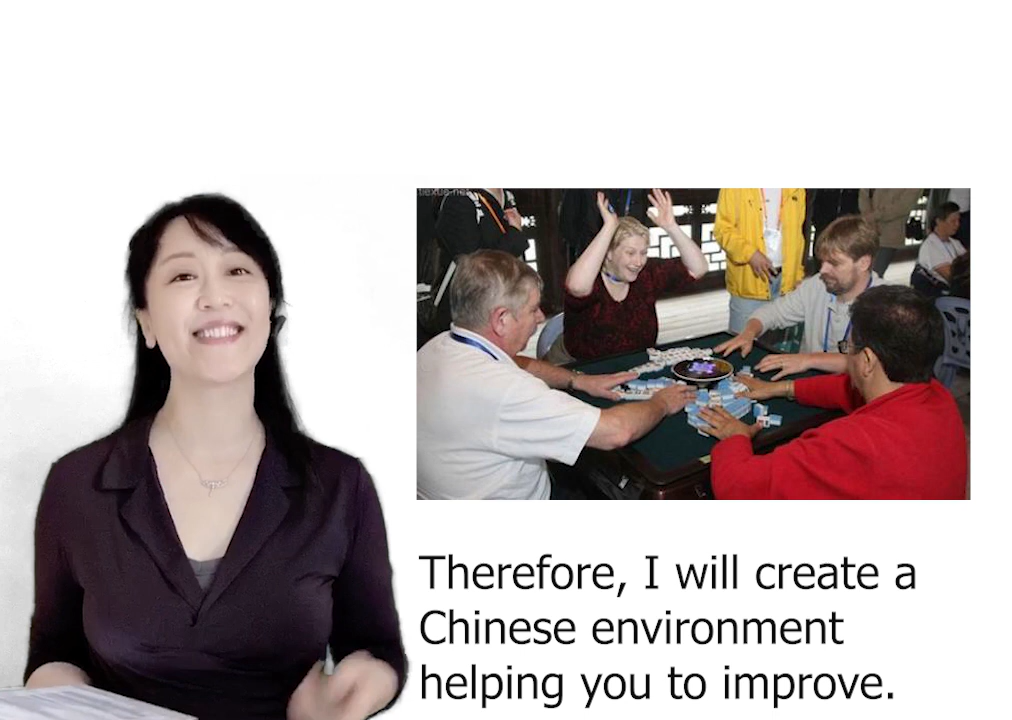 Therefore, I will create a
Chinese environment
helping you to improve.